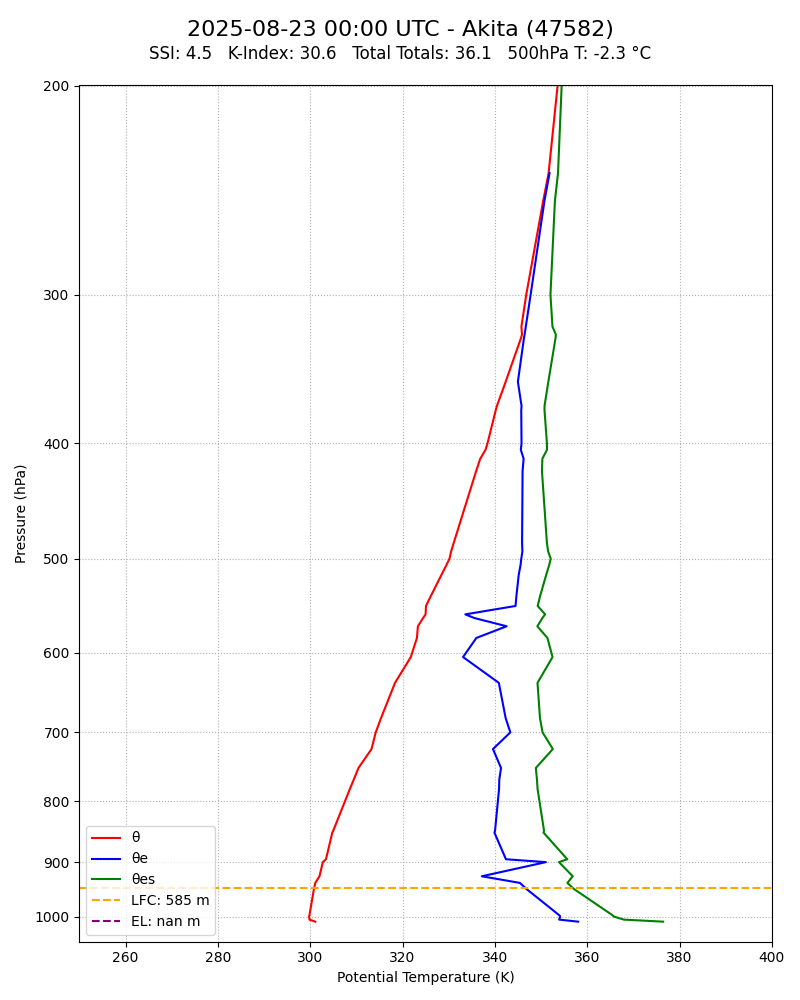 2025-08-23 00:00 UTC - Akita (47582)
SSI: 4.5   K-Index: 30.6   Total Totals: 36.1   500hPa T: -2.3 °C
200
300
400
500
600
700
800
900
1000
Pressure (hPa)
θ
θe
θes
LFC: 585 m
EL: nan m
260
280
300
320
340
360
380
400
Potential Temperature (K)